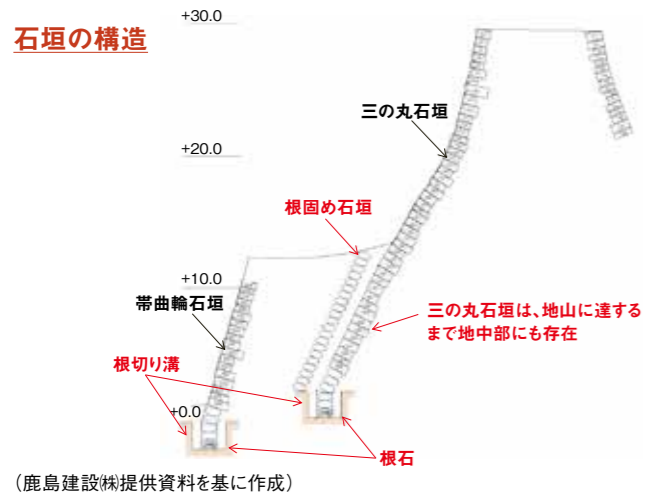 石垣の構造
+30.0
三の丸石垣
+20.0
根固め石垣
+10.0
帯曲輪石垣
三の丸石垣は、地山に達する
まで地中部にも存在
根切り溝
+0.0
根石
（鹿島建設㈱提供資料を基に作成）